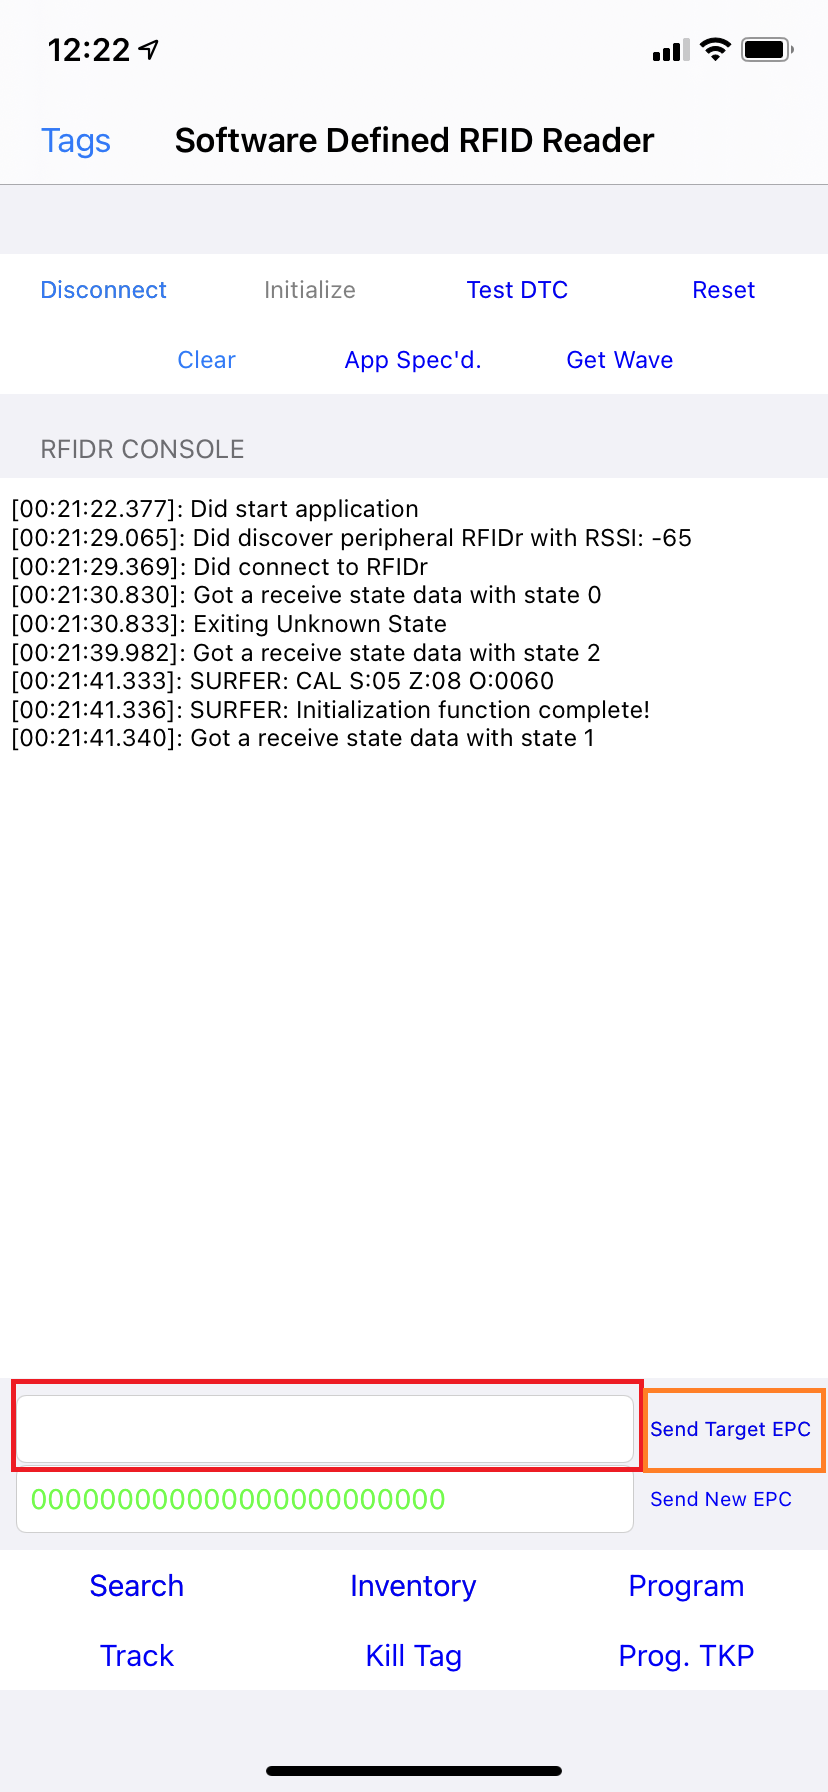 12:22
Tags Software Defined RFID Reader
Disconnect Initialize Test DTC Reset
Clear App Spec'd. Get Wave
RFIDR CONSOLE
[00:21:22.377]: Did start application
[00:21:29.065]: Did discover peripheral RFIDr with RSSI: -65
[00:21:29.369]: Did connect to RFIDr
[00:21:30.830]: Got a receive state data with state 0
[00:21:30.833]: Exiting Unknown State
[00:21:39.982]: Got a receive state data with state 2
[00:21:41.333]: SURFER: CAL S:05 Z:08 O:0060
[00:21:41.336]: SURFER: Initialization function complete!
[00:21:41.340]: Got a receive state data with state 1
Send Target EPC
000000000000000000000000 Send New EPC
Search Inventory Program
Track Kill Tag Prog. TKP